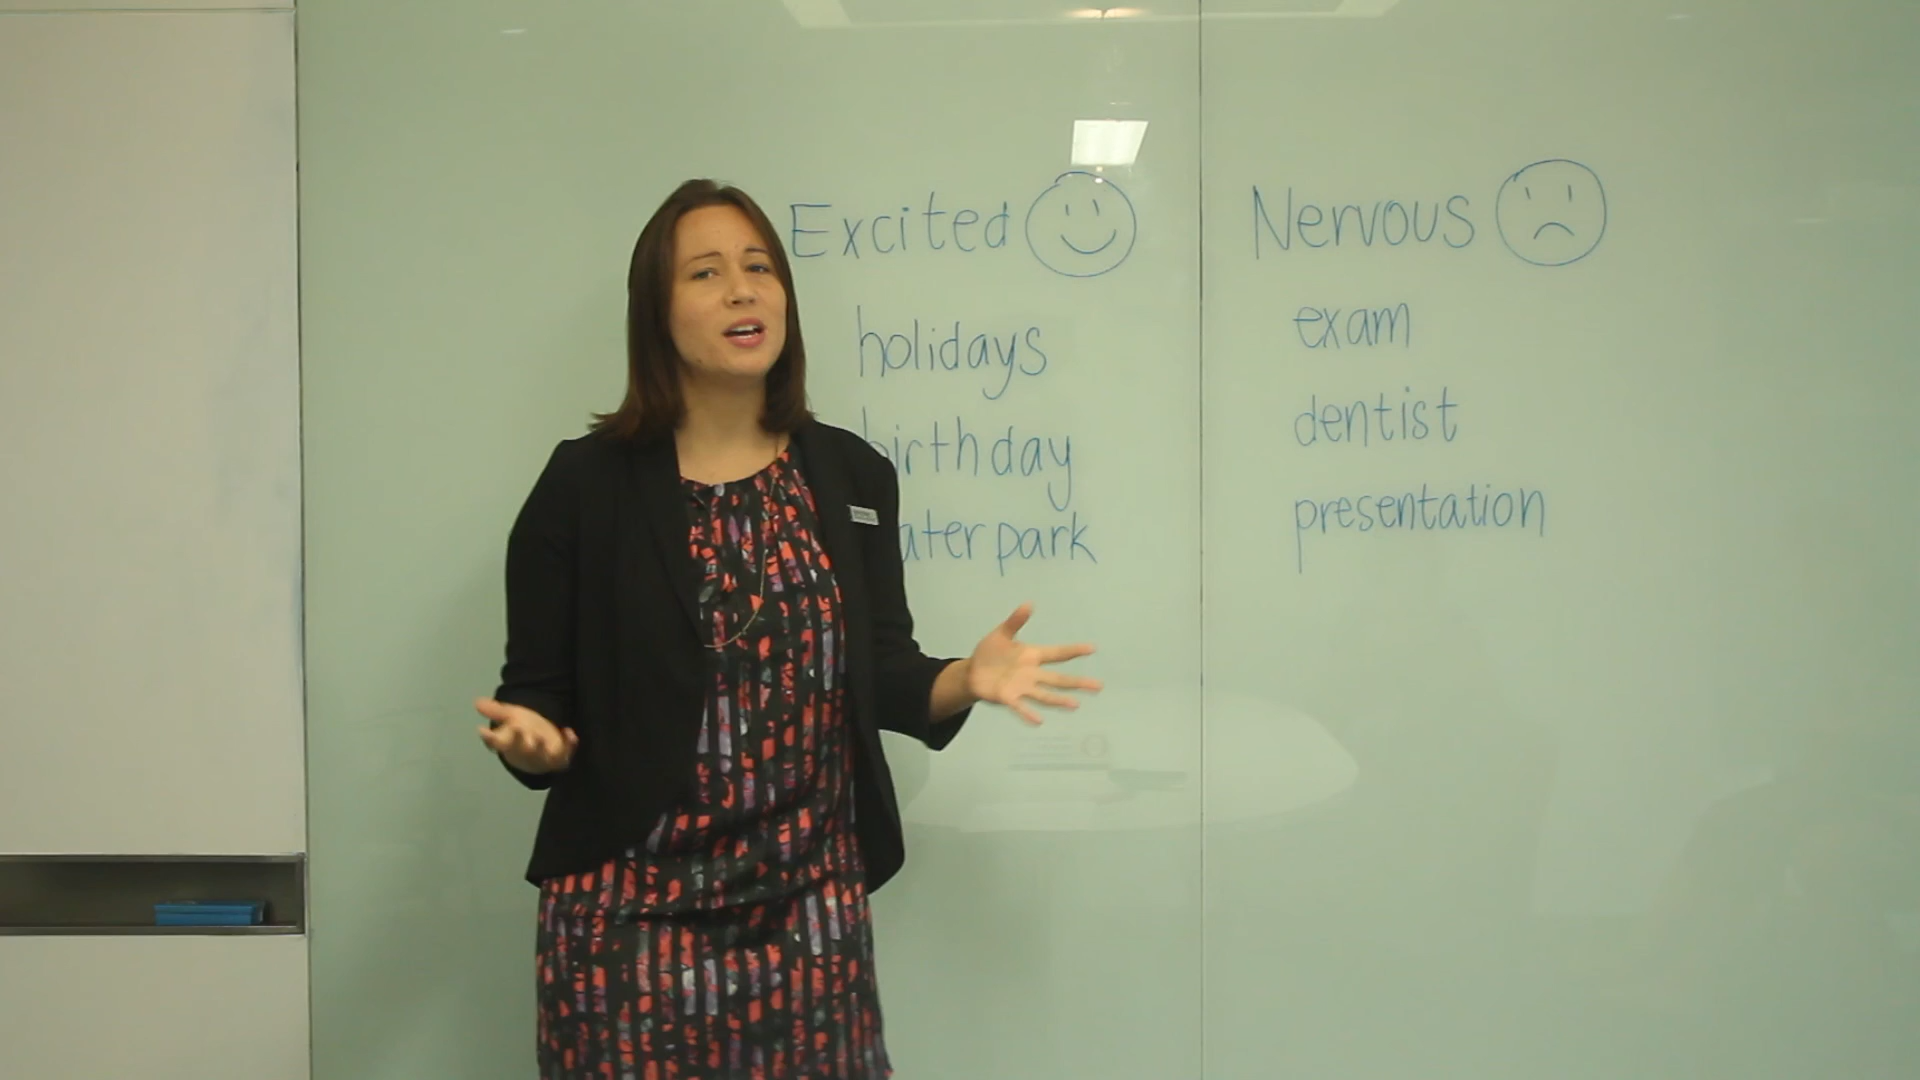 Excited
holidays
birthday
park
Nervous
exam
dentist
presentation